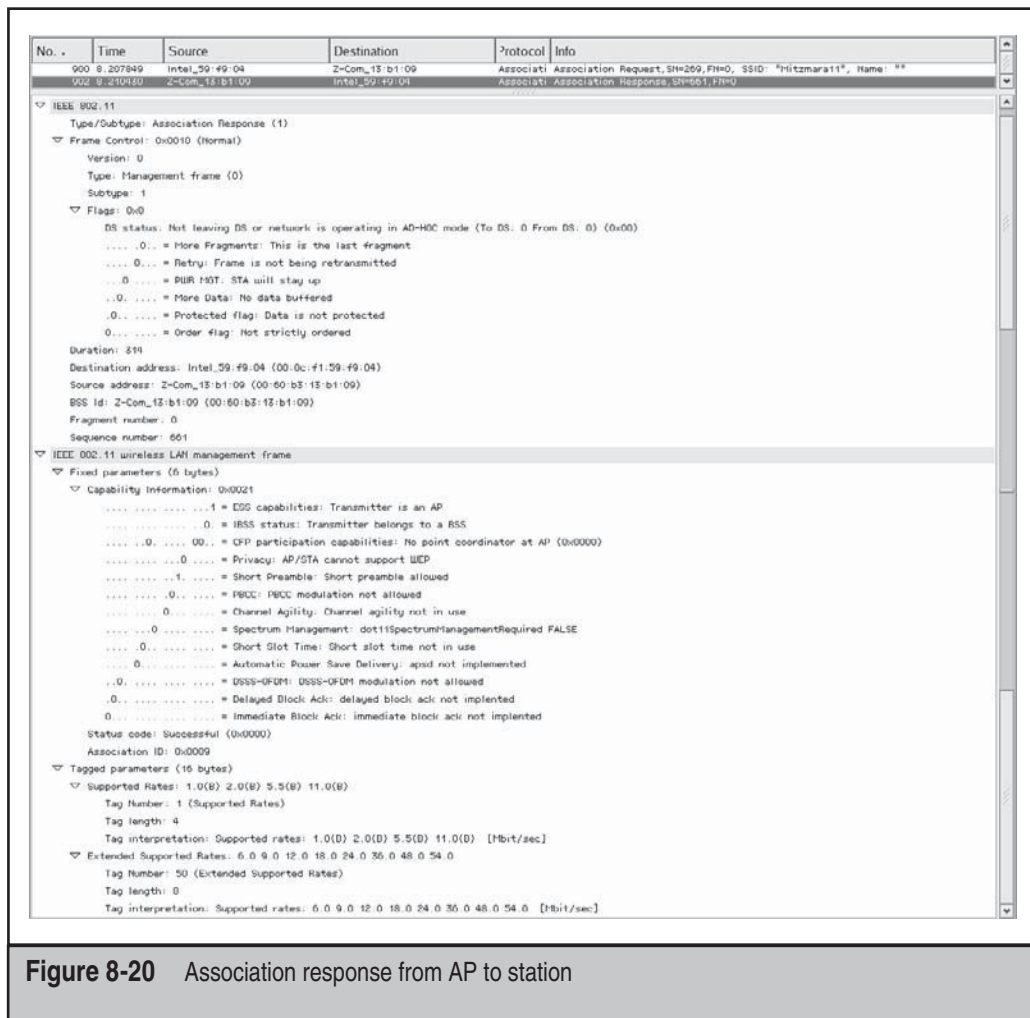 No. . Time Source Destination Protocol Info
900 8.207849 Intel_59:f9:04 Z-Com_13:b1:09 Associati Association Request,SN=269,FN=0, SSID: "Mitzmara11", Name: ""
902 8.210430 Z-Com_13:b1:09 Intel_59:f9:04 Associati Association Response,SN=661,FN=0
IEEE 802.11
Type/Subtype: Association Response (1)
Frame Control: 0x0010 (Normal)
Version: 0
Type: Management frame (0)
Subtype: 1
Flags: 0x0
DS status: Not leaving DS or network is operating in AD-HOC mode (To DS: 0 From DS: 0) (0x00)
.... .0.. = More Fragments: This is the last fragment
.... 0... = Retry: Frame is not being retransmitted
...0 .... = PWR MGT: STA will stay up
..0. .... = More Data: No data buffered
.0.. .... = Protected flag: Data is not protected
0... .... = Order flag: Not strictly ordered
Duration: 314
Destination address: Intel_59:f9:04 (00:0c:f1:59:f9:04)
Source address: Z-Com_13:b1:09 (00:60:b3:13:b1:09)
BSS Id: Z-Com_13:b1:09 (00:60:b3:13:b1:09)
Fragment number: 0
Sequence number: 661
IEEE 802.11 wireless LAN management frame
Fixed parameters (6 bytes)
Capability Information: 0x0021
.... .... .... ...1 = ESS capabilities: Transmitter is an AP
.... .... .... ..0. = IBSS status: Transmitter belongs to a BSS
.... ..0. .... 00.. = CFP participation capabilities: No point coordinator at AP (0x0000)
.... .... ...0 .... = Privacy: AP/STA cannot support WEP
.... .... ..1. .... = Short Preamble: Short preamble allowed
.... .... .0.. .... = PBCC: PBCC modulation not allowed
.... .... 0... .... = Channel Agility: Channel agility not in use
.... ...0 .... .... = Spectrum Management: dot11SpectrumManagementRequired FALSE
.... .0.. .... .... = Short Slot Time: Short slot time not in use
.... 0... .... .... = Automatic Power Save Delivery: apsd not implemented
..0. .... .... .... = DSSS-OFDM: DSSS-OFDM modulation not allowed
.0.. .... .... .... = Delayed Block Ack: delayed block ack not implented
0... .... .... .... = Immediate Block Ack: immediate block ack not implented
Status code: Successful (0x0000)
Association ID: 0x0009
Tagged parameters (16 bytes)
Supported Rates: 1.0(B) 2.0(B) 5.5(B) 11.0(B)
Tag Number: 1 (Supported Rates)
Tag length: 4
Tag interpretation: Supported rates: 1.0(B) 2.0(B) 5.5(B) 11.0(B) [Mbit/sec]
Extended Supported Rates: 6.0 9.0 12.0 18.0 24.0 36.0 48.0 54.0
Tag Number: 50 (Extended Supported Rates)
Tag length: 8
Tag interpretation: Supported rates: 6.0 9.0 12.0 18.0 24.0 36.0 48.0 54.0 [Mbit/sec]
Figure 8-20 Association response from AP to station